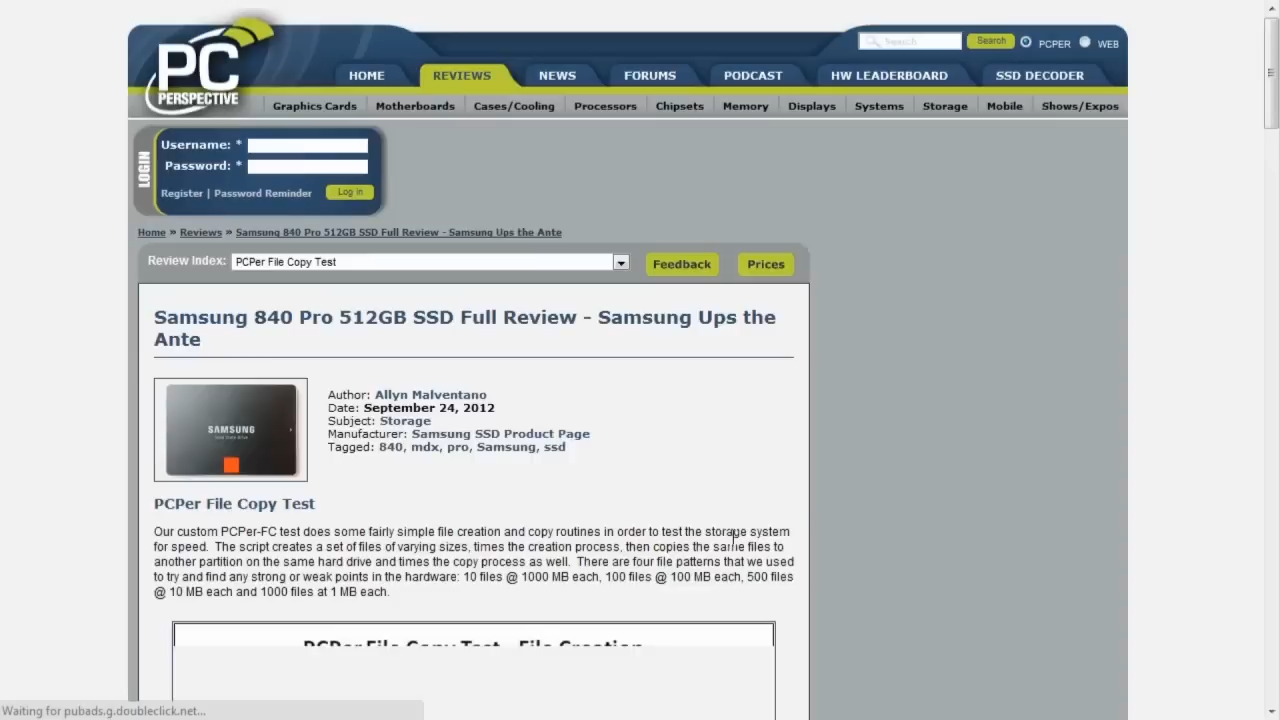 PC
PERSPECTIVE
Search Search PCPER WEB
HOME REVIEWS NEWS FORUMS PODCAST HW LEADERBOARD SSD DECODER
Graphics Cards Motherboards Cases/Cooling Processors Chipsets Memory Displays Systems Storage Mobile Shows/Expos
LOGIN
Username: *
Password: *
Register | Password Reminder Log in
Home » Reviews » Samsung 840 Pro 512GB SSD Full Review - Samsung Ups the Ante
Review Index: PCPer File Copy Test Feedback Prices
Samsung 840 Pro 512GB SSD Full Review - Samsung Ups the
Ante
SAMSUNG
Author: Allyn Malventano
Date: September 24, 2012
Subject: Storage
Manufacturer: Samsung SSD Product Page
Tagged: 840, mdx, pro, Samsung, ssd
PCPer File Copy Test
Our custom PCPer-FC test does some fairly simple file creation and copy routines in order to test the storage system
for speed. The script creates a set of files of varying sizes, times the creation process, then copies the same files to
another partition on the same hard drive and times the copy process as well. There are four file patterns that we used
to try and find any strong or weak points in the hardware: 10 files @ 1000 MB each, 100 files @ 100 MB each, 500 files
@ 10 MB each and 1000 files at 1 MB each.
PCPer File Copy Test - File Creation
Waiting for pubads.g.doubleclick.net...